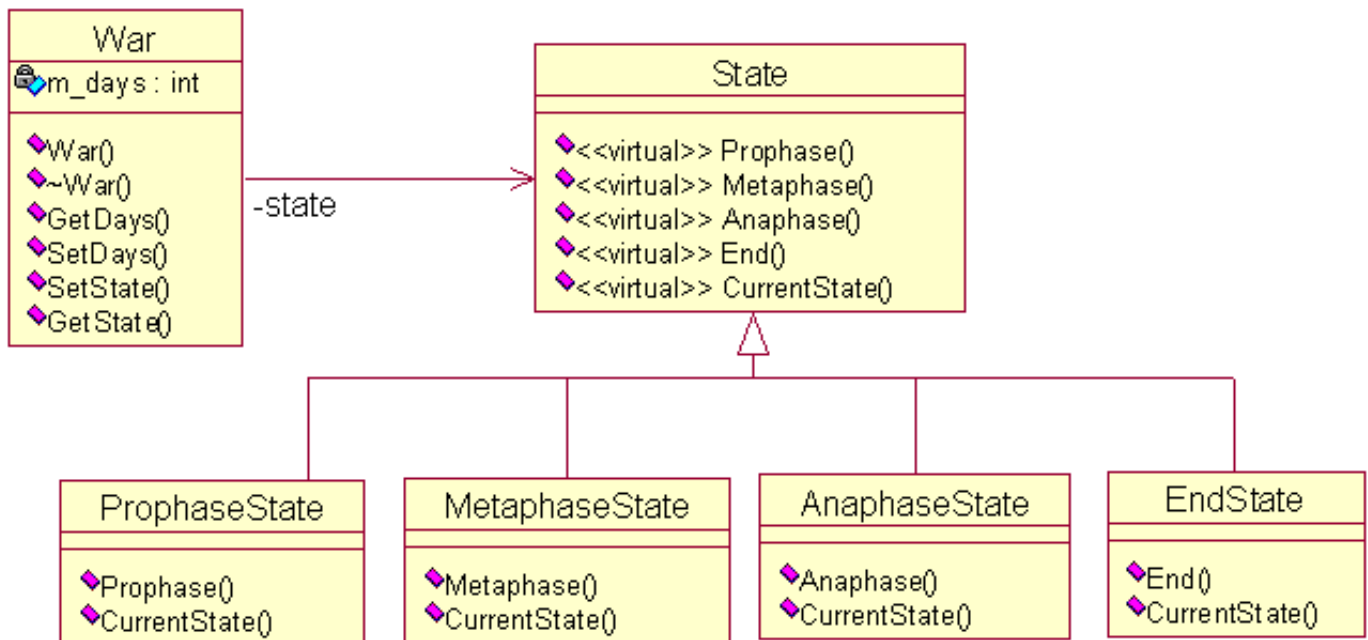 War
m_days : int
War()
~War()
GetDays()
SetDays()
SetState()
GetState()
-state
State
<<virtual>> Prophase()
<<virtual>> Metaphase()
<<virtual>> Anaphase()
<<virtual>> End()
<<virtual>> CurrentState()
ProphaseState
Prophase()
CurrentState()
MetaphaseState
Metaphase()
CurrentState()
AnaphaseState
Anaphase()
CurrentState()
EndState
End()
CurrentState()